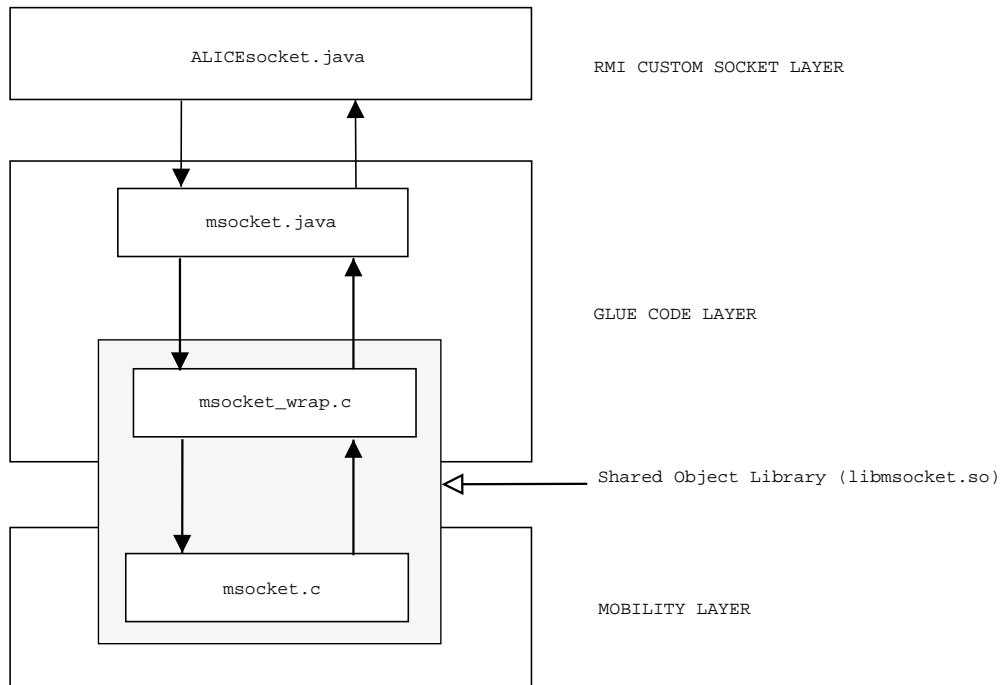 ALICEsocket.java
RMI CUSTOM SOCKET LAYER
msocket.java
GLUE CODE LAYER
msocket_wrap.c
Shared Object Library (libmsocket.so)
msocket.c
MOBILITY LAYER